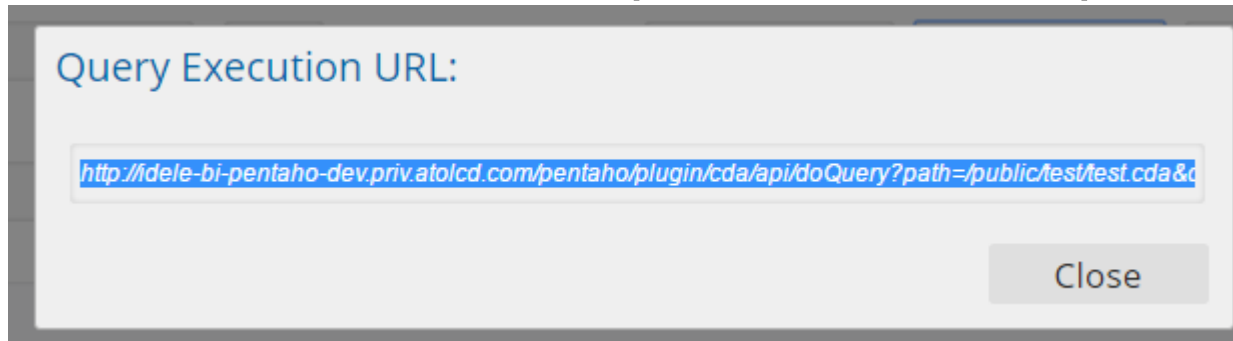 Query Execution URL:
http://idele-bi-pentaho-dev.priv.atolcd.com/pentaho/plugin/cda/api/doQuery?path=/public/test/test.cda&
Close